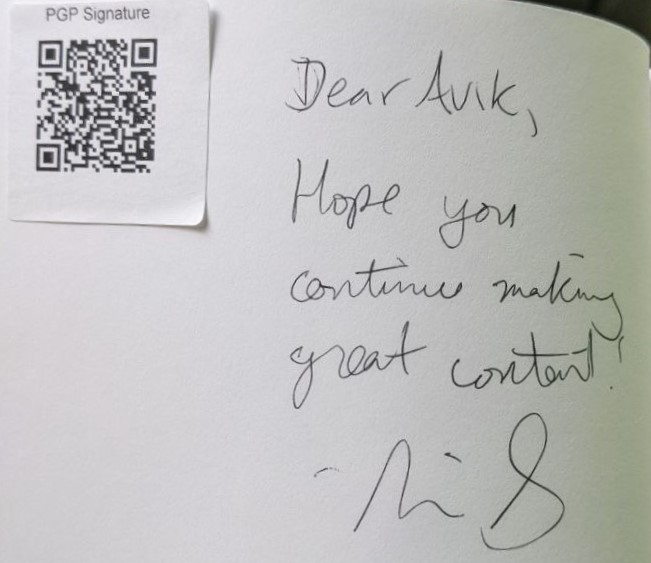 PGP Signature
Dear Avik,
Hope you
continue making
great content!